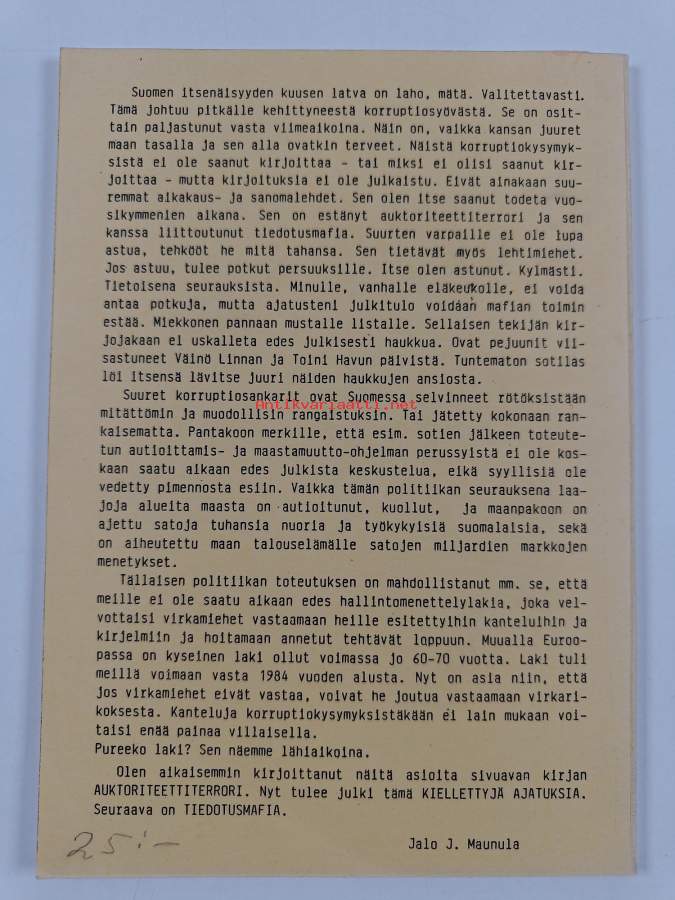 Suomen itsenäisyyden kuusen latva on laho, mätä. Valitettavasti.
Tämä johtuu pitkälle kehittyneestä korruptiosyövästä. Se on osit-
tain paljastunut vasta viimeaikoina. Näin on, vaikka kansan juuret
maan tasalla ja sen alla ovatkin terveet. Näistä korruptiokysymyk-
sistä ei ole saanut kirjoittaa - tai miksi ei olisi saanut kir-
joittaa - mutta kirjoituksia ei ole julkaistu. Eivät ainakaan suu-
remmat aikakaus- ja sanomalehdet. Sen olen itse saanut todeta vuo-
sikymmenien aikana. Sen on estänyt auktoriteettiterrori ja sen
kanssa liittoutunut tiedotusmafia. Suurten varpaille ei ole lupa
astua, tehkööt he mitä tahansa. Sen tietävät myös lehtimiehet.
Jos astuu, tulee potkut persuuksille. Itse olen astunut. Kylmästi.
Tietoisena seurauksista. Minulle, vanhalle eläkeukolle, ei voida
antaa potkuja, mutta ajatusteni julkitulo voidaan mafian toimin
estää. Miekkonen pannaan mustalle listalle. Sellaisen tekijän kir-
jojakaan ei uskalleta edes julkisesti haukkua. Ovat pejuunit vii-
sastuneet Väinö Linnan ja Toini Havun päivistä. Tuntematon sotilas
löi itsensä lävitse juuri näiden haukkujen ansiosta.
Suuret korruptiosankarit ovat Suomessa selvinneet rötöksistään
mitättömin ja muodollisin rangaistuksin. Tai jätetty kokonaan ran-
kaisematta. Pantakoon merkille, että esim. sotien jälkeen toteute-
tun autioittamis- ja maastamuutto-ohjelman perussyistä ei ole kos-
kaan saatu aikaan edes julkista keskustelua, eikä syyllisiä ole
vedetty pimennosta esiin. Vaikka tämän politiikan seurauksena laa-
joja alueita maasta on autioitunut, kuollut, ja maanpakoon on
ajettu satoja tuhansia nuoria ja työkykyisiä suomalaisia, sekä
on aiheutettu maan talouselämälle satojen miljardien markkojen
menetykset.
Tällaisen politiikan toteutuksen on mahdollistanut mm. se, että
meille ei ole saatu aikaan edes hallintomenettelylakia, joka vel-
vottaisi virkamiehet vastaamaan heille esitettyihin kanteluihin ja
kirjelmiin ja hoitamaan annetut tehtävät loppuun. Muualla Euroo-
passa on kyseinen laki ollut voimassa jo 60-70 vuotta. Laki tuli
meillä voimaan vasta 1984 vuoden alusta. Nyt on asia niin, että
jos virkamiehet eivät vastaa, voivat he joutua vastaamaan virkari-
koksesta. Kanteluja korruptiokysymyksistäkään ei lain mukaan voi-
taisi enää painaa villaisella.
Pureeko laki? Sen näemme lähiaikoina.
Olen aikaisemmin kirjoittanut näitä asioita sivuavan kirjan
AUKTORITEETTITERRORI. Nyt tulee julki tämä KIELLETTYJÄ AJATUKSIA.
Seuraava on TIEDOTUSMAFIA.
Jalo J. Maunula
25:-
Antikvariaatti.net